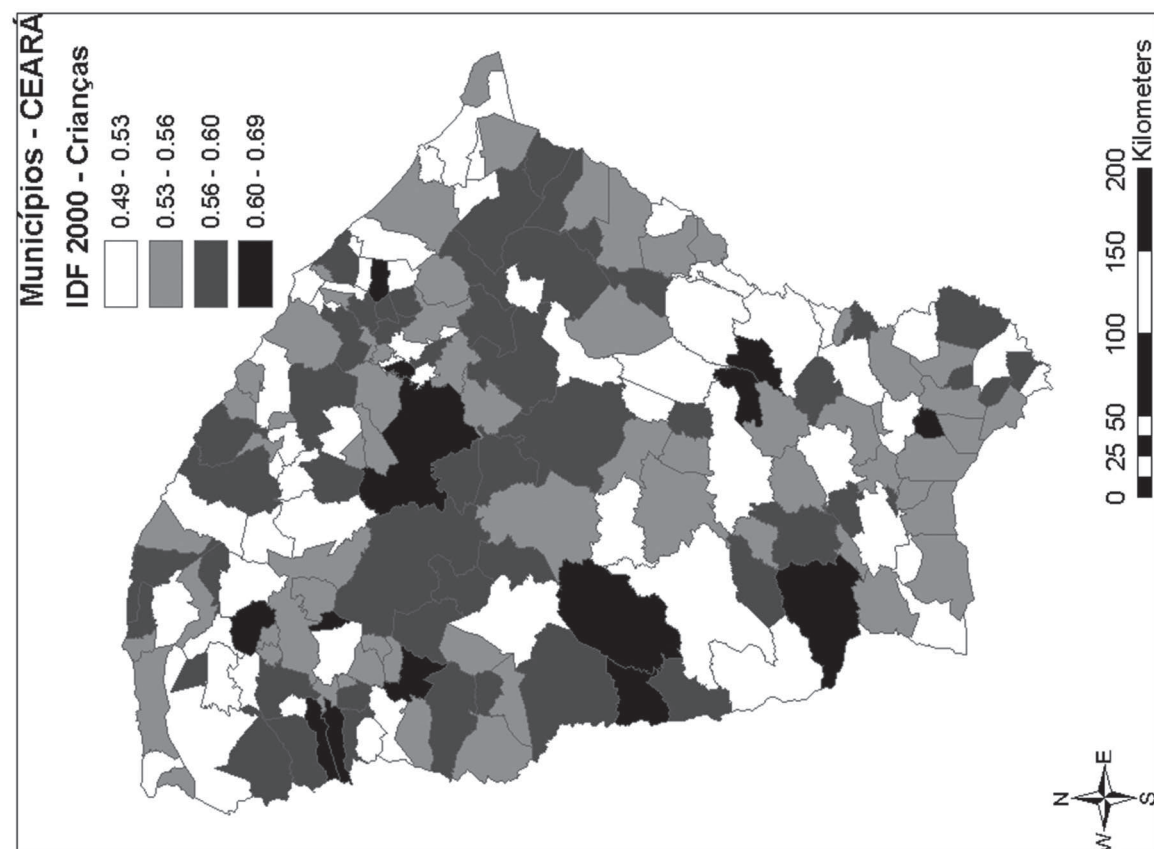 Municípios - CEARÁ
IDF 2000 - Crianças
0.49 - 0.53
0.53 - 0.56
0.56 - 0.60
0.60 - 0.69
0 25 50 100 150 200
Kilometers
N
W E
S